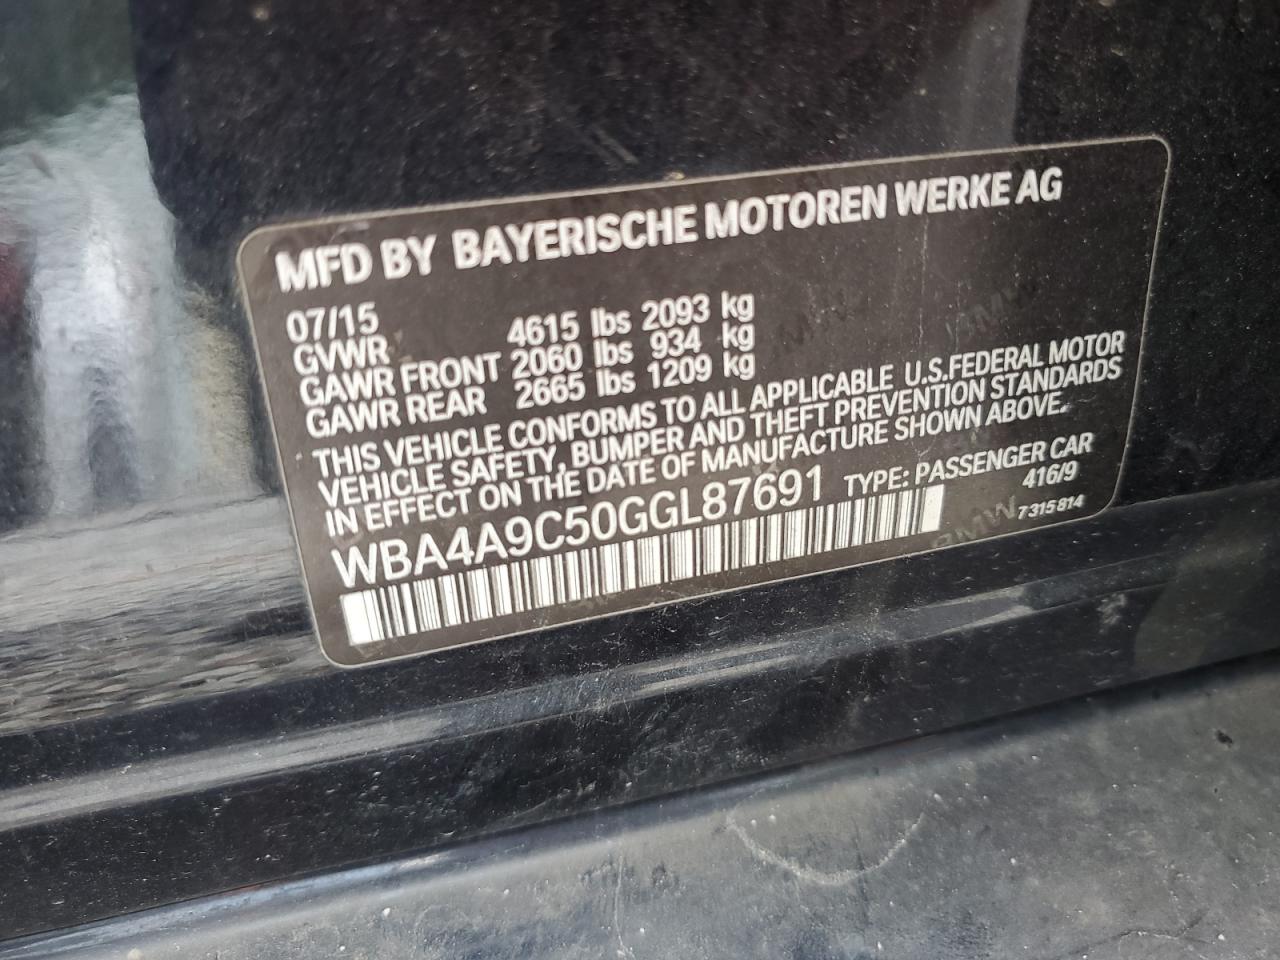 MFD BY BAYERISCHE MOTOREN WERKE AG
07/15
GVWR 4615 lbs 2093 kg
GAWR FRONT 2060 lbs 934 kg
GAWR REAR 2665 lbs 1209 kg
THIS VEHICLE CONFORMS TO ALL APPLICABLE U.S.FEDERAL MOTOR
VEHICLE SAFETY, BUMPER AND THEFT PREVENTION STANDARDS
IN EFFECT ON THE DATE OF MANUFACTURE SHOWN ABOVE.
WBA4A9C50GGL87691 TYPE: PASSENGER CAR
416/9
7 315 814
BMW